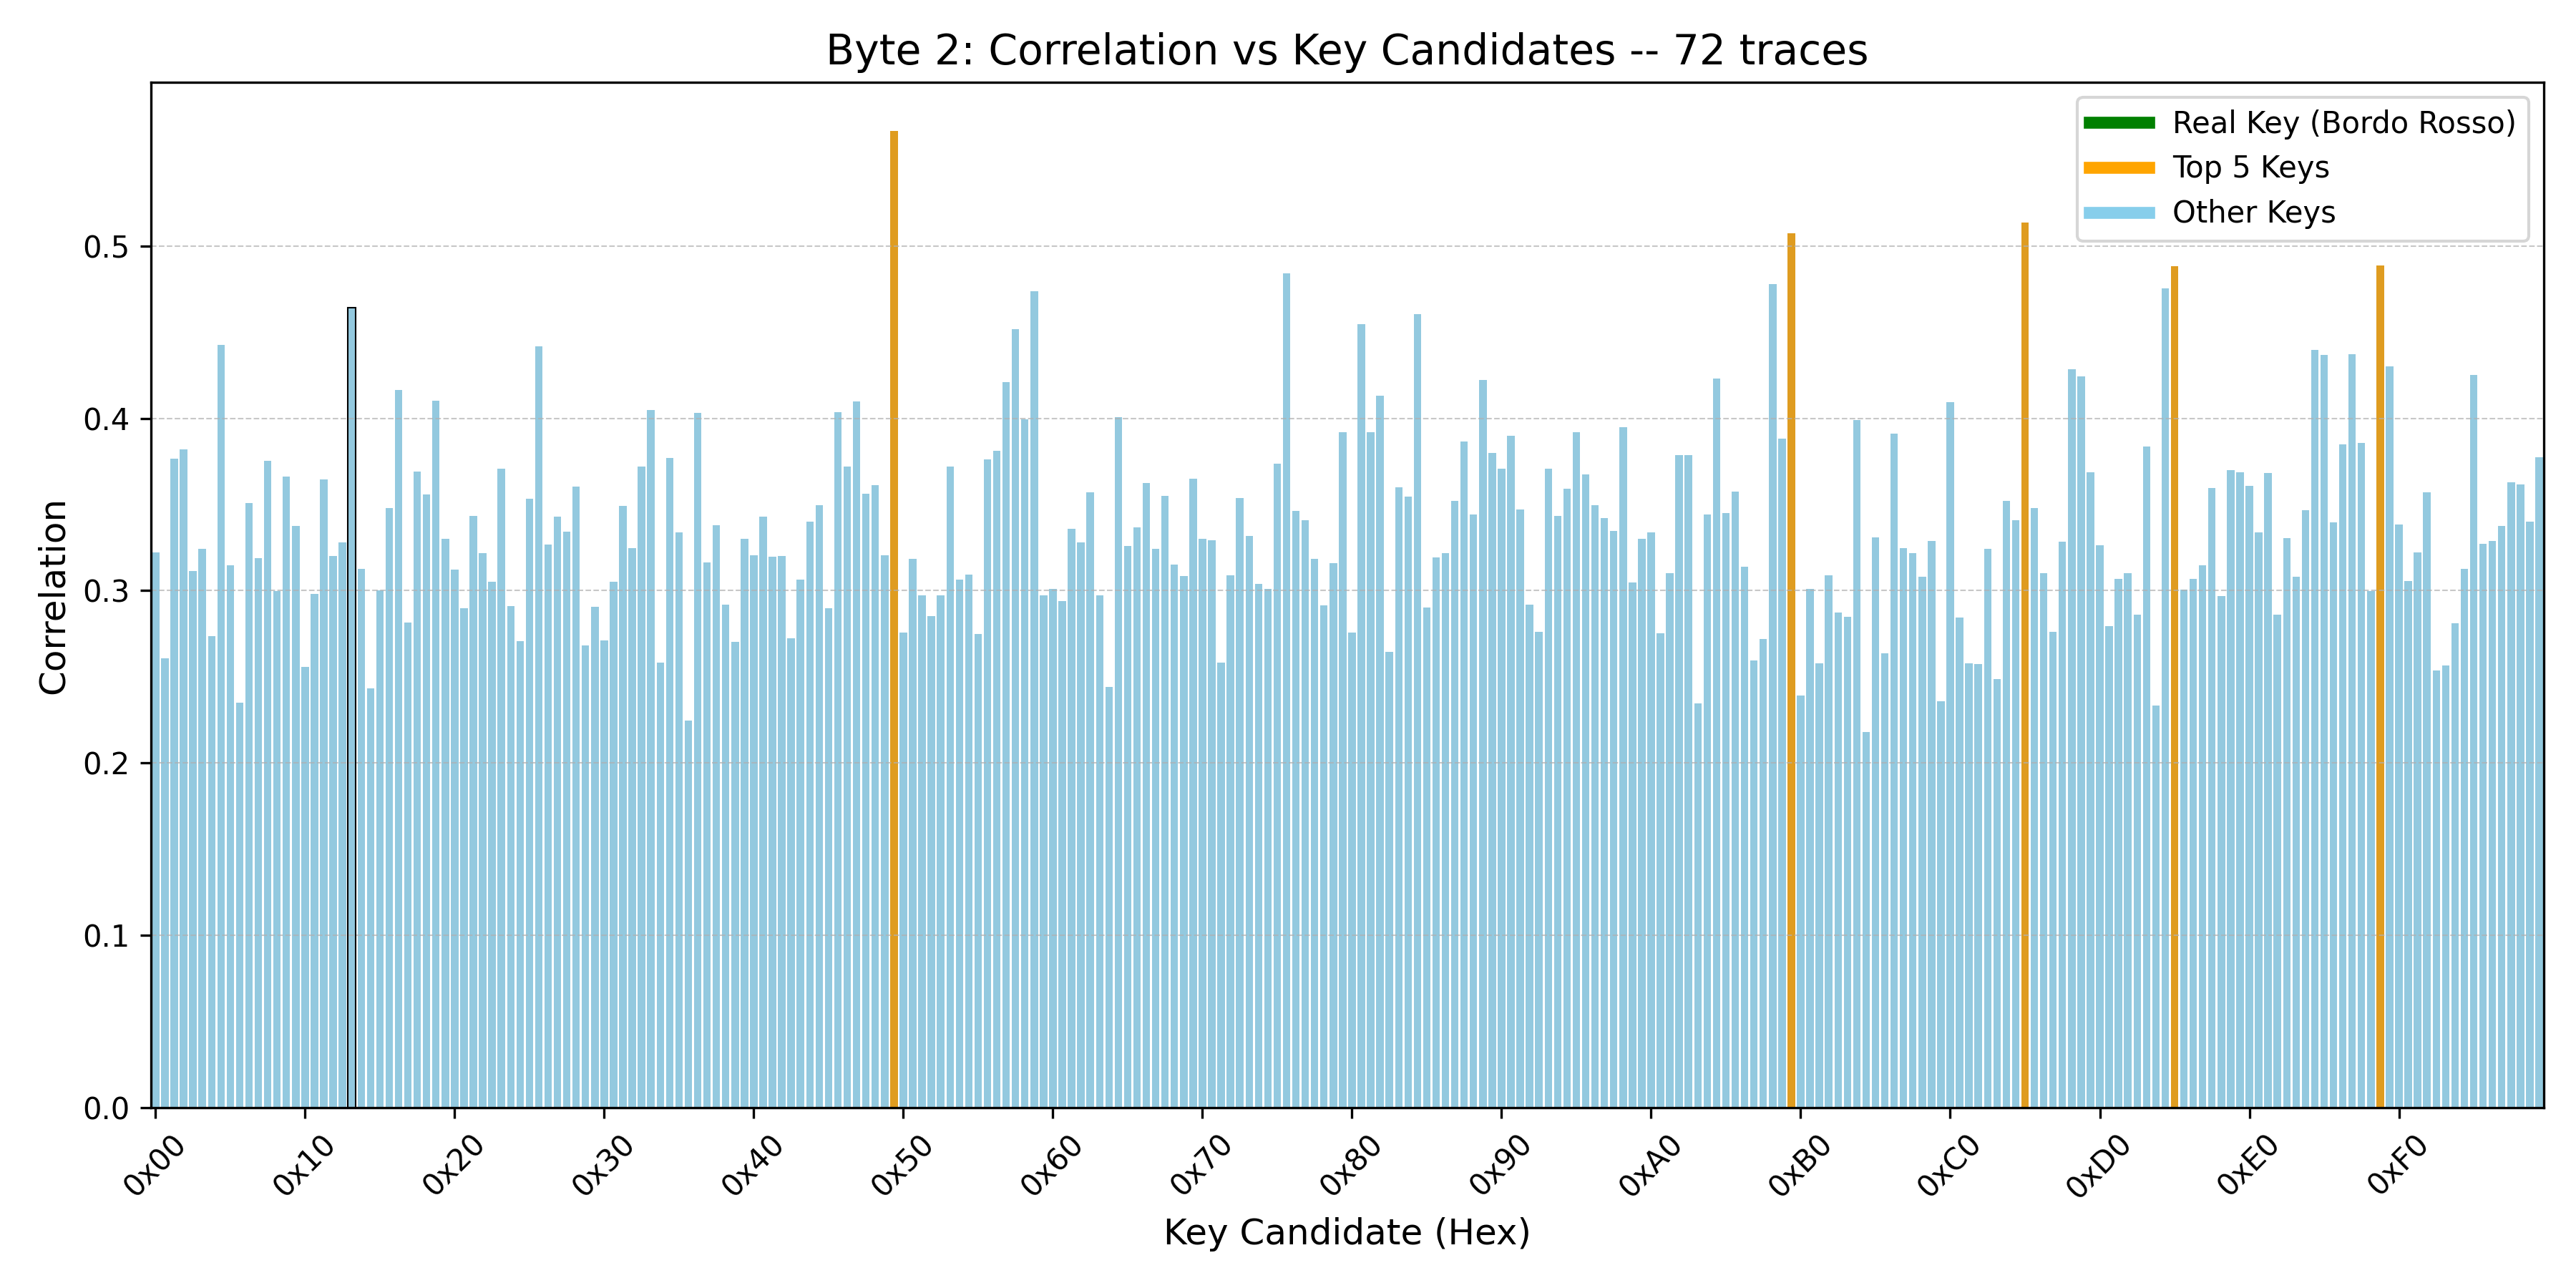 Byte 2: Correlation vs Key Candidates -- 72 traces
Real Key (Bordo Rosso)
Top 5 Keys
Other Keys
Correlation
0.5
0.4
0.3
0.2
0.1
0.0
0x00 0x10 0x20 0x30 0x40 0x50 0x60 0x70 0x80 0x90 0xA0 0xB0 0xC0 0xD0 0xE0 0xF0
Key Candidate (Hex)